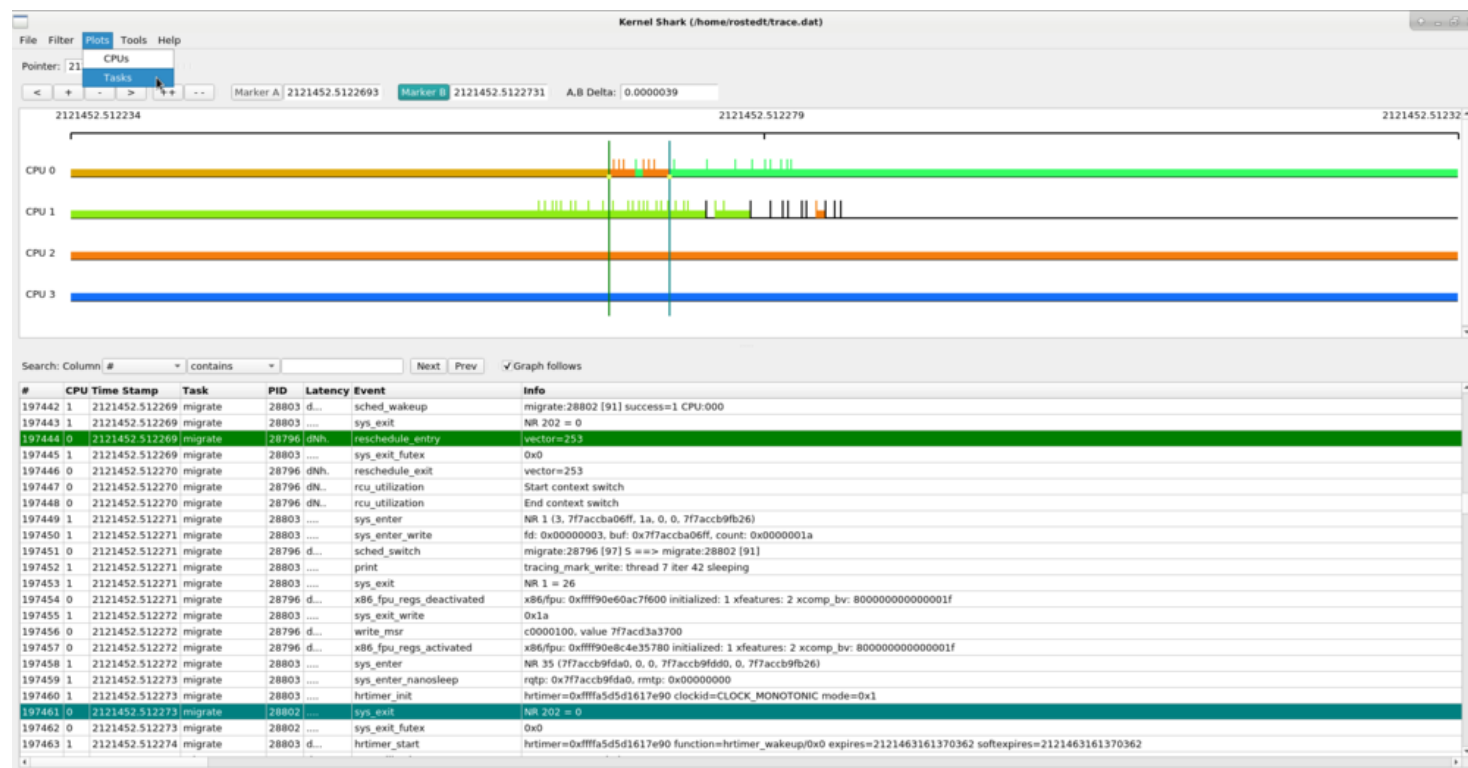 Kernel Shark (/home/rostedt/trace.dat)
File Filter Plots Tools Help
CPUs
Pointer: 21
Tasks
< + - > ++ -- Marker A 2121452.5122693 Marker B 2121452.5122731 A,B Delta: 0.0000039
2121452.512234 2121452.512279 2121452.51232
CPU 0
CPU 1
CPU 2
CPU 3
Search: Column # contains Next Prev Graph follows
# CPU Time Stamp Task PID Latency Event Info
197442 1 2121452.512269 migrate 28803 d... sched_wakeup migrate:28802 [91] success=1 CPU:000
197443 1 2121452.512269 migrate 28803 .... sys_exit NR 202 = 0
197444 0 2121452.512269 migrate 28796 dNh. reschedule_entry vector=253
197445 1 2121452.512269 migrate 28803 .... sys_exit_futex 0x0
197446 0 2121452.512270 migrate 28796 dNh. reschedule_exit vector=253
197447 0 2121452.512270 migrate 28796 dN.. rcu_utilization Start context switch
197448 0 2121452.512270 migrate 28796 dN.. rcu_utilization End context switch
197449 1 2121452.512271 migrate 28803 .... sys_enter NR 1 (3, 7f7accba06ff, 1a, 0, 0, 7f7accb9fb26)
197450 1 2121452.512271 migrate 28803 .... sys_enter_write fd: 0x00000003, buf: 0x7f7accba06ff, count: 0x0000001a
197451 0 2121452.512271 migrate 28796 d... sched_switch migrate:28796 [97] S ==> migrate:28802 [91]
197452 1 2121452.512271 migrate 28803 .... print tracing_mark_write: thread 7 iter 42 sleeping
197453 1 2121452.512271 migrate 28803 .... sys_exit NR 1 = 26
197454 0 2121452.512271 migrate 28796 d... x86_fpu_regs_deactivated x86/fpu: 0xffff90e60ac7f600 initialized: 1 xfeatures: 2 xcomp_bv: 800000000000001f
197455 1 2121452.512272 migrate 28803 .... sys_exit_write 0x1a
197456 0 2121452.512272 migrate 28796 d... write_msr c0000100, value 7f7acd3a3700
197457 0 2121452.512272 migrate 28796 d... x86_fpu_regs_activated x86/fpu: 0xffff90e8c4e35780 initialized: 1 xfeatures: 2 xcomp_bv: 800000000000001f
197458 1 2121452.512272 migrate 28803 .... sys_enter NR 35 (7f7accb9fda0, 0, 0, 7f7accb9fdd0, 0, 7f7accb9fb26)
197459 1 2121452.512273 migrate 28803 .... sys_enter_nanosleep rqtp: 0x7f7accb9fda0, rmtp: 0x00000000
197460 1 2121452.512273 migrate 28803 .... hrtimer_init hrtimer=0xffffa5d5d1617e90 clockid=CLOCK_MONOTONIC mode=0x1
197461 0 2121452.512273 migrate 28802 .... sys_exit NR 202 = 0
197462 0 2121452.512273 migrate 28802 .... sys_exit_futex 0x0
197463 1 2121452.512274 migrate 28803 d... hrtimer_start hrtimer=0xffffa5d5d1617e90 function=hrtimer_wakeup/0x0 expires=2121463161370362 softexpires=2121463161370362